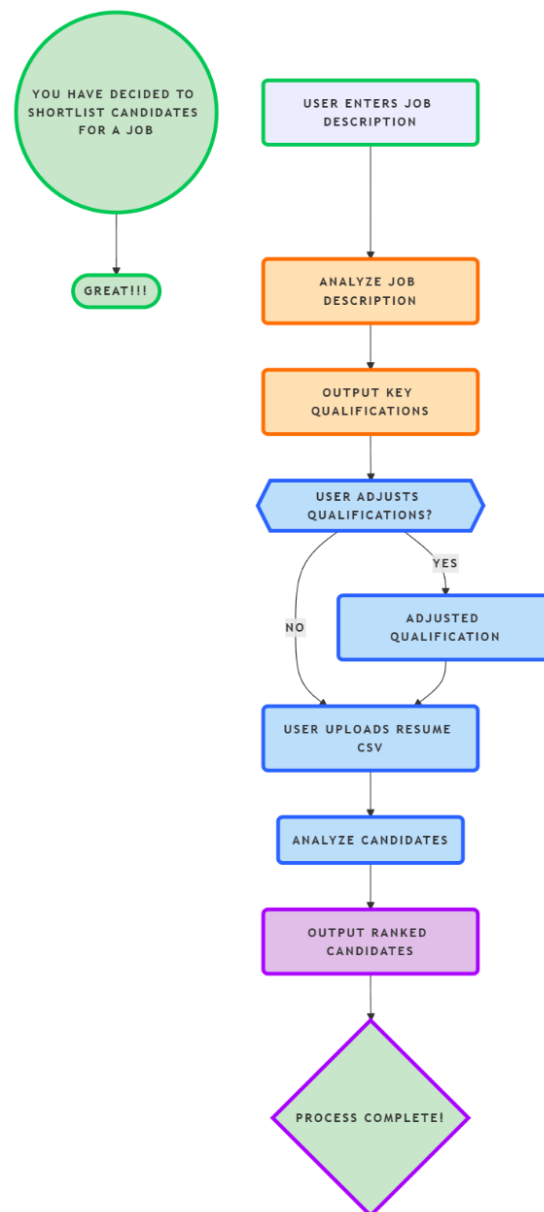 YOU HAVE DECIDED TO
SHORTLIST CANDIDATES
FOR A JOB
GREAT!!!
USER ENTERS JOB
DESCRIPTION
ANALYZE JOB
DESCRIPTION
OUTPUT KEY
QUALIFICATIONS
USER ADJUSTS
QUALIFICATIONS?
YES
NO
ADJUSTED
QUALIFICATION
USER UPLOADS RESUME
CSV
ANALYZE CANDIDATES
OUTPUT RANKED
CANDIDATES
PROCESS COMPLETE!